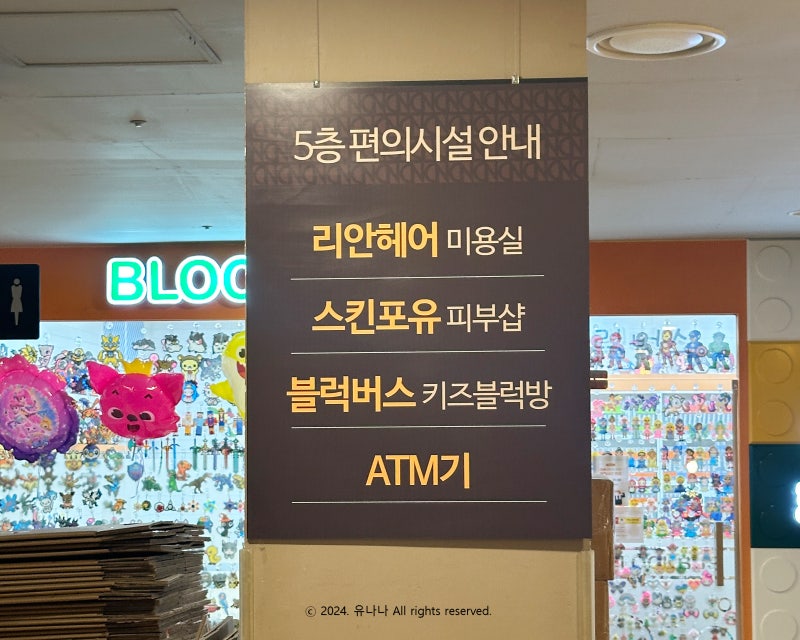 5층 편의시설 안내
리안헤어 미용실
스킨포유 피부샵
블럭버스 키즈블럭방
ATM기
BLOC
© 2024. 유나나 All rights reserved.